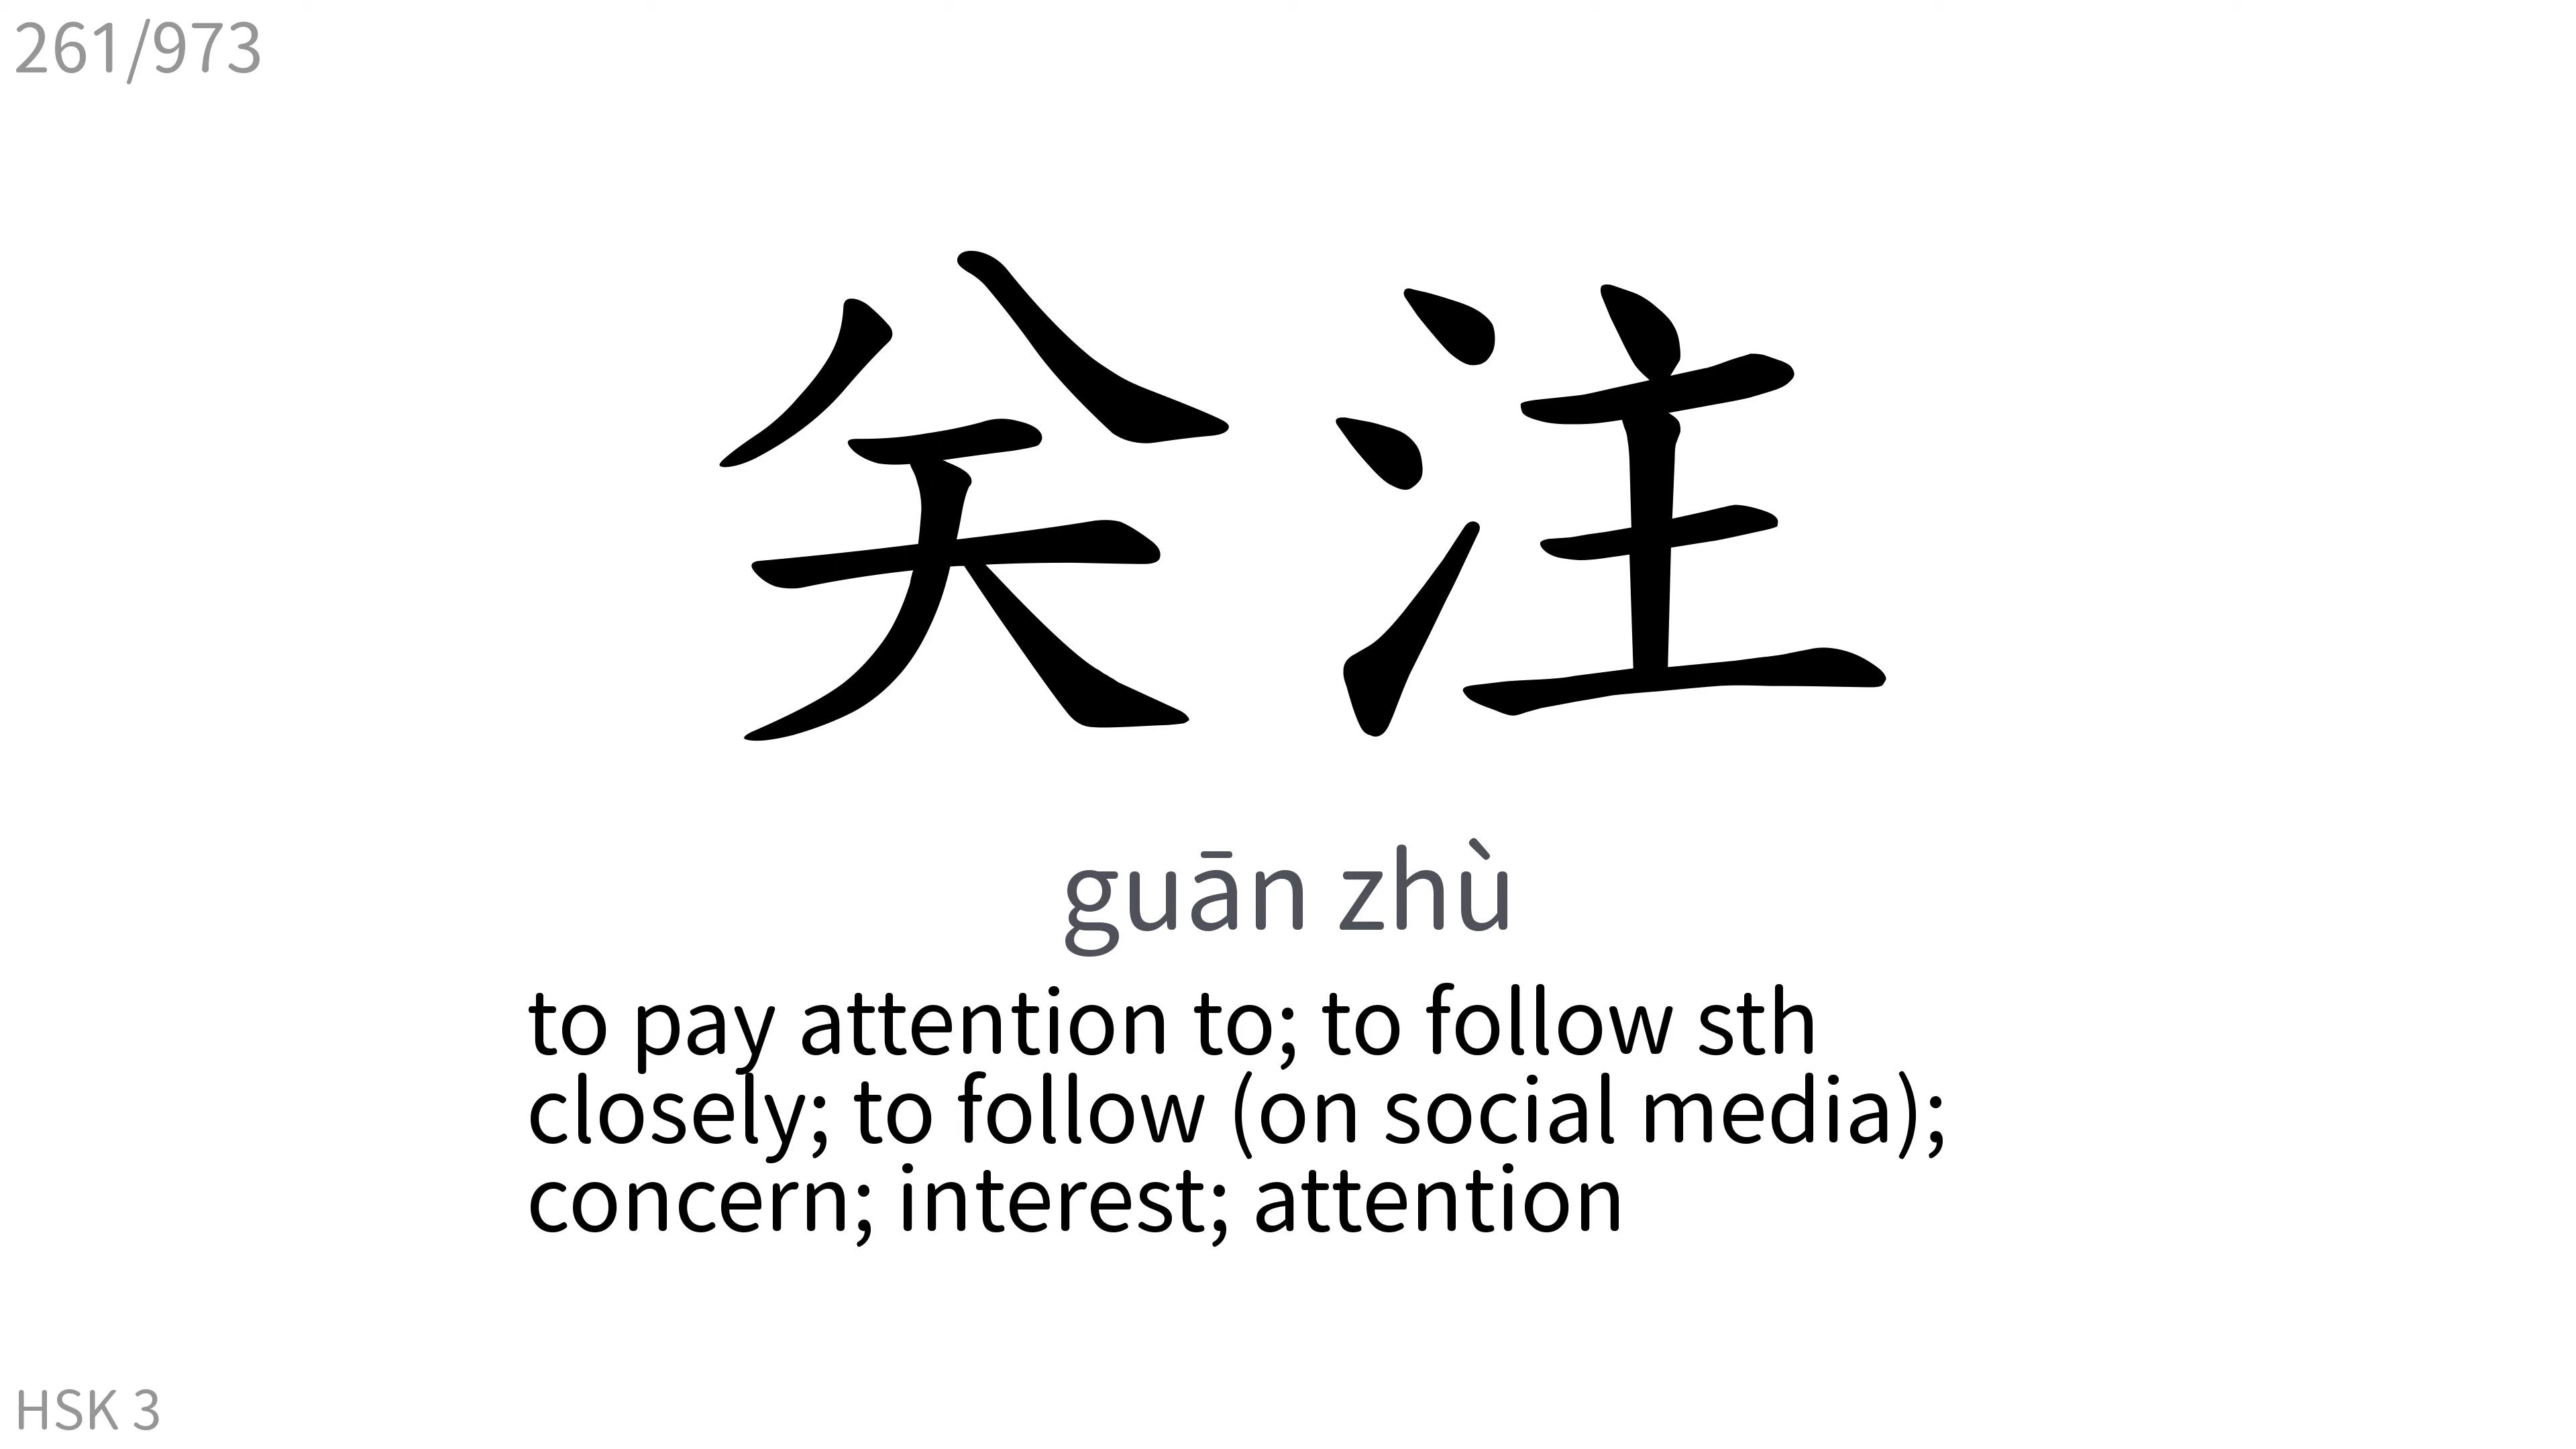 261/973
关注
guān zhù
to pay attention to; to follow sth
closely; to follow (on social media);
concern; interest; attention
HSK 3